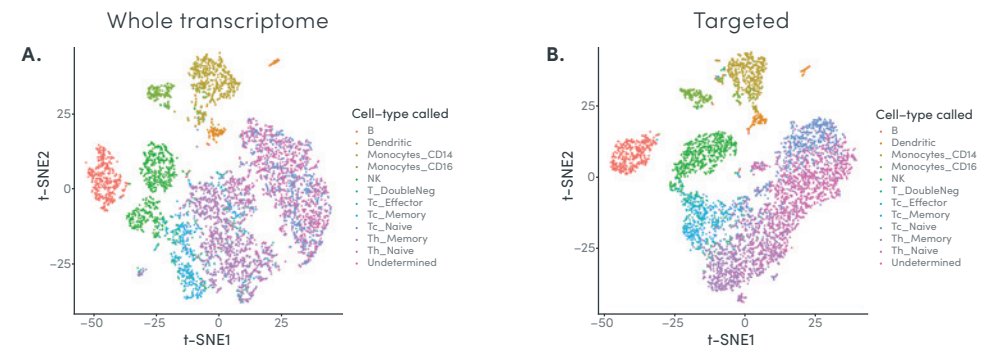 Whole transcriptome
A.
25
0
−25
−50
−25
0
25
t-SNE1
t-SNE2
Cell-type called
B
Dendritic
Monocytes_CD14
Monocytes_CD16
NK
T_DoubleNeg
Tc_Effector
Tc_Memory
Tc_Naive
Th_Memory
Th_Naive
Undetermined
Targeted
B.
25
0
−25
−50
−25
0
25
t-SNE1
t-SNE2
Cell-type called
B
Dendritic
Monocytes_CD14
Monocytes_CD16
NK
T_DoubleNeg
Tc_Effector
Tc_Memory
Tc_Naive
Th_Memory
Th_Naive
Undetermined